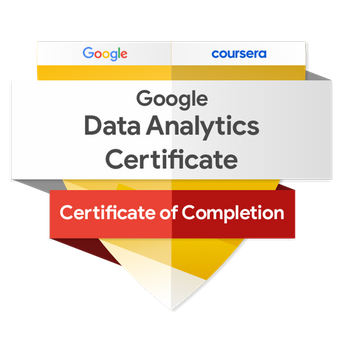 Google coursera
Google
Data Analytics
Certificate
Certificate of Completion